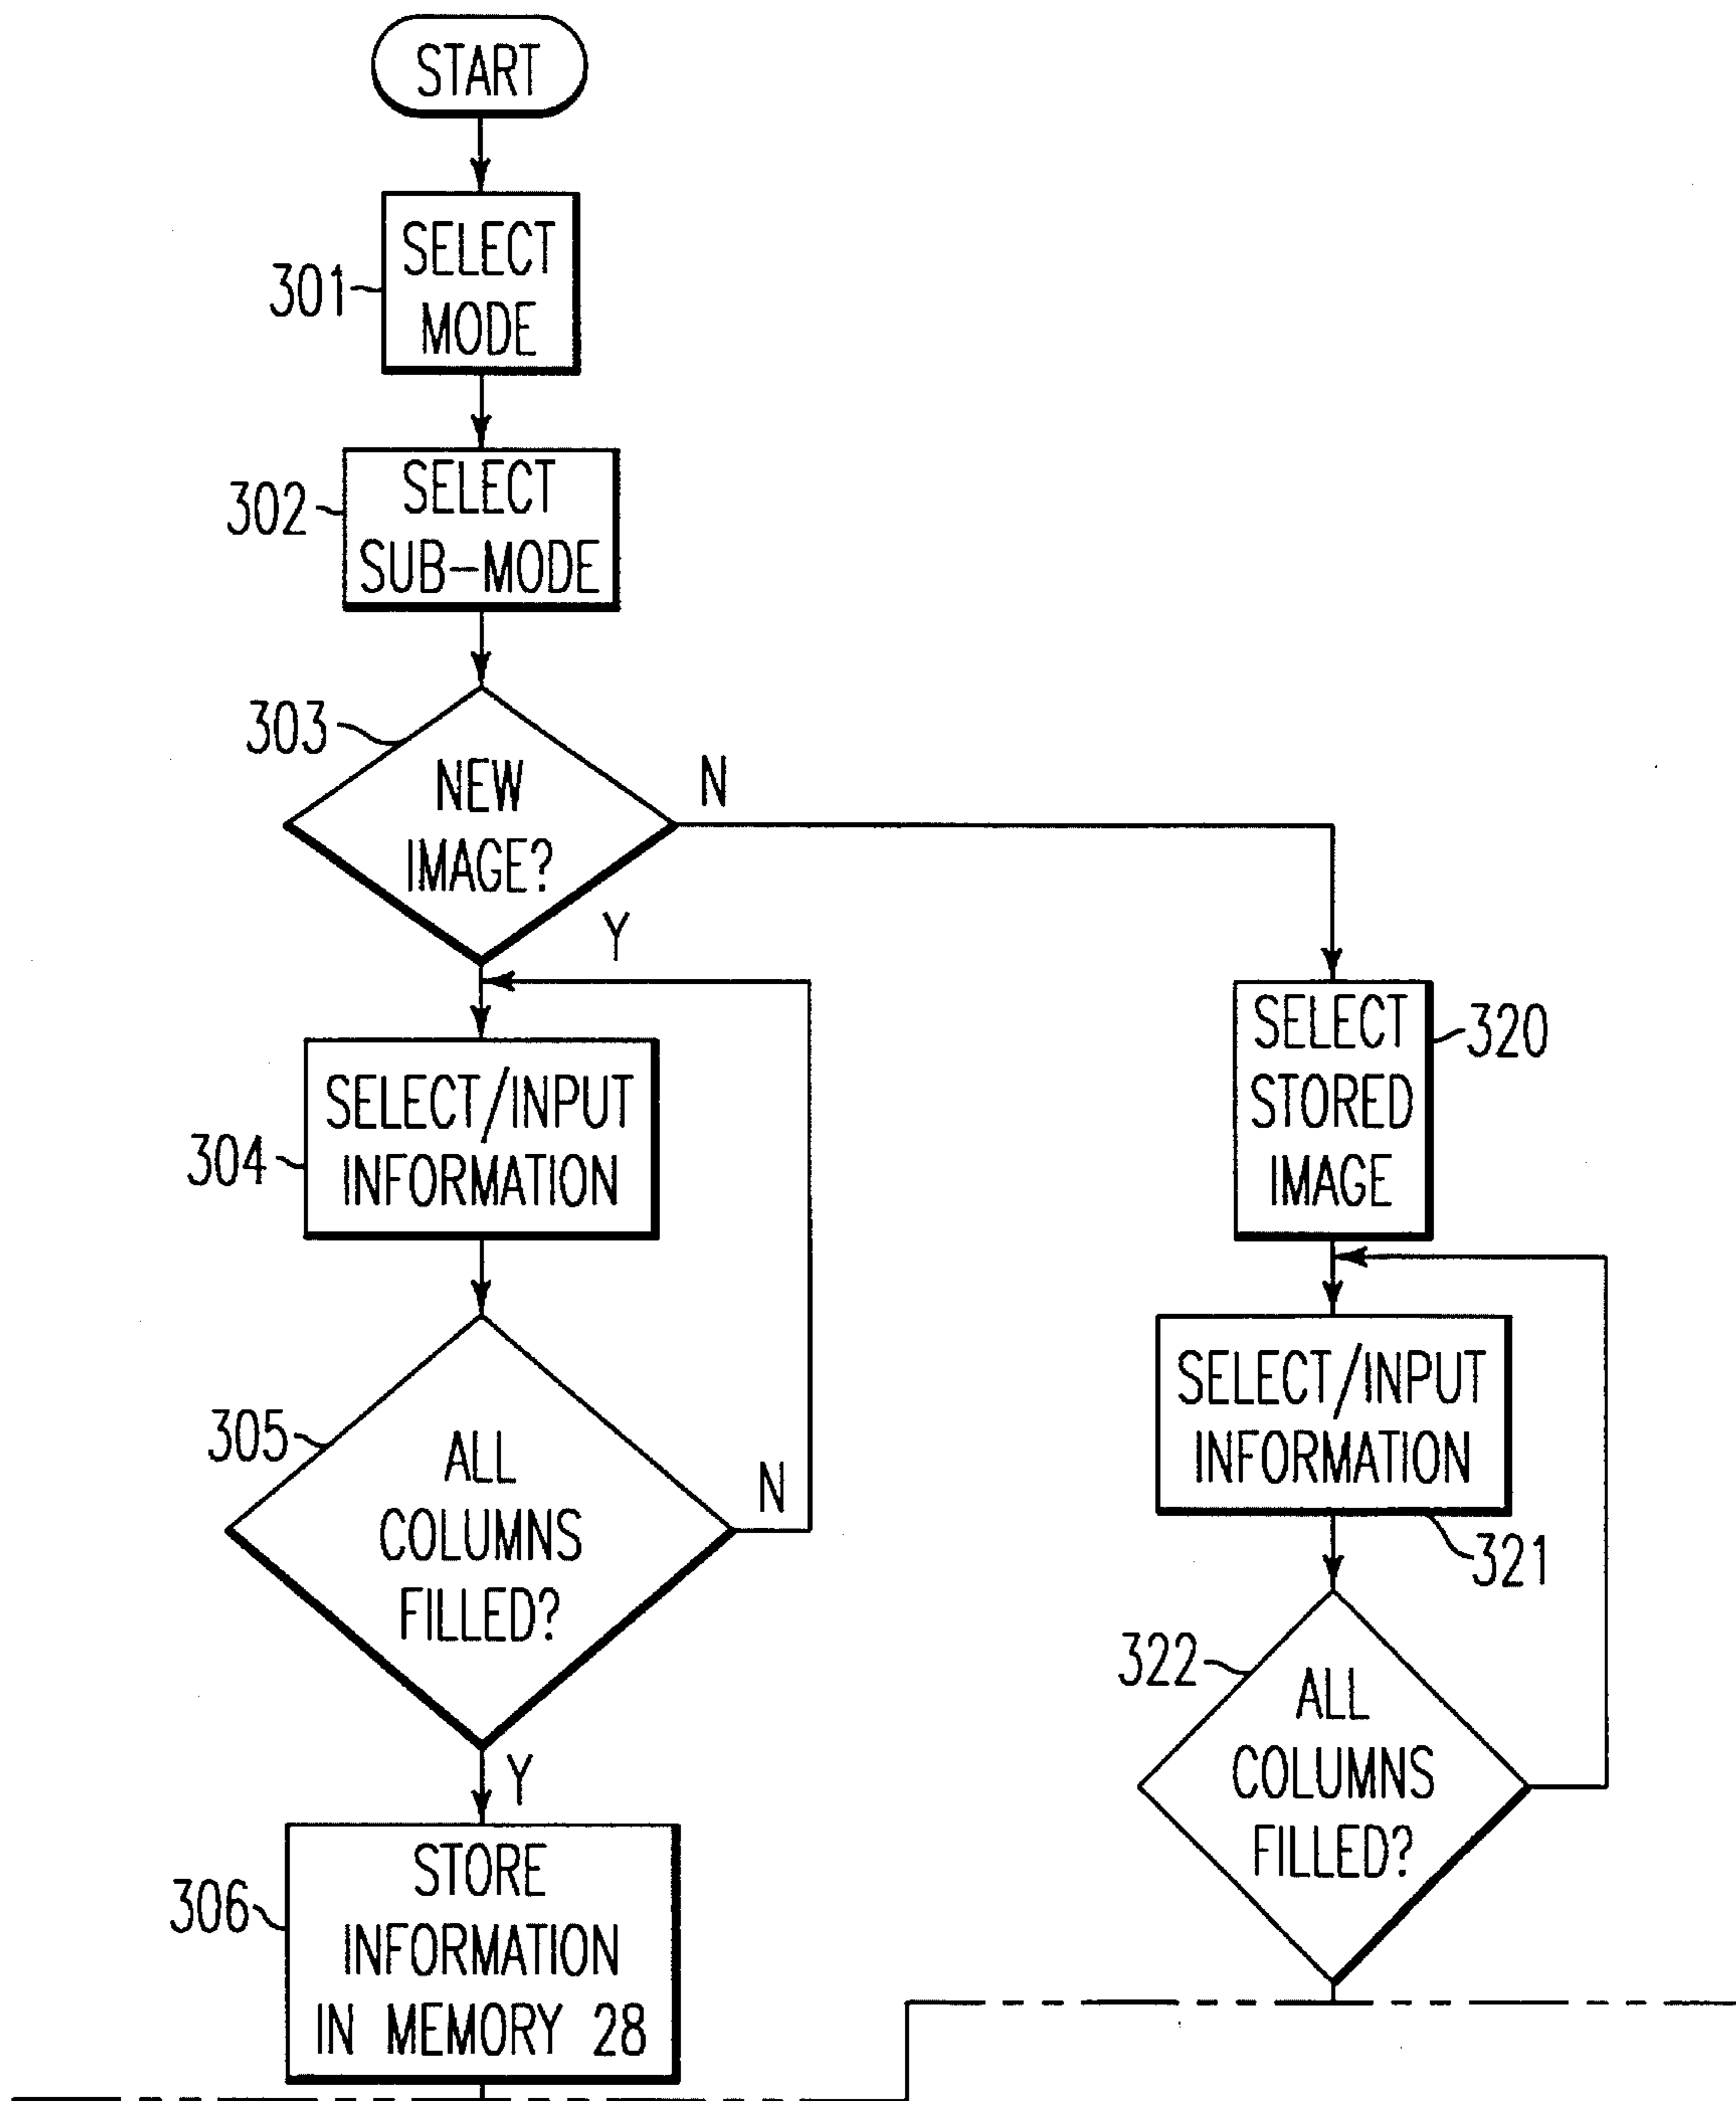 START
301
SELECT
MODE
302
SELECT
SUB-MODE
303
NEW
IMAGE?
N
Y
304
SELECT/INPUT
INFORMATION
305
ALL
COLUMNS
FILLED?
N
Y
306
STORE
INFORMATION
IN MEMORY 28
SELECT
STORED
IMAGE
320
SELECT/INPUT
INFORMATION
321
322
ALL
COLUMNS
FILLED?